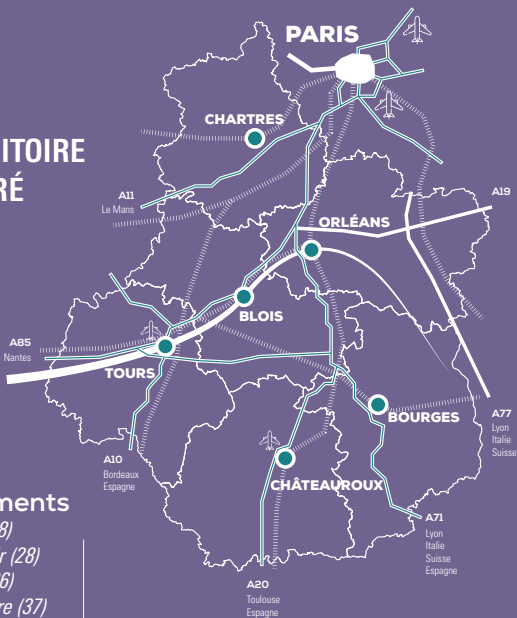 PARIS
CHARTRES
ITOIRE
RÉ
A11
Le Mans
A19
ORLÉANS
BLOIS
A85
Nantes
TOURS
BOURGES
A77
Lyon
Italie
Suisse
A10
Bordeaux
Espagne
CHÂTEAUROUX
A71
Lyon
Italie
Suisse
Espagne
A20
Toulouse
Espagne
ments
8)
ir (28)
6)
re (37)